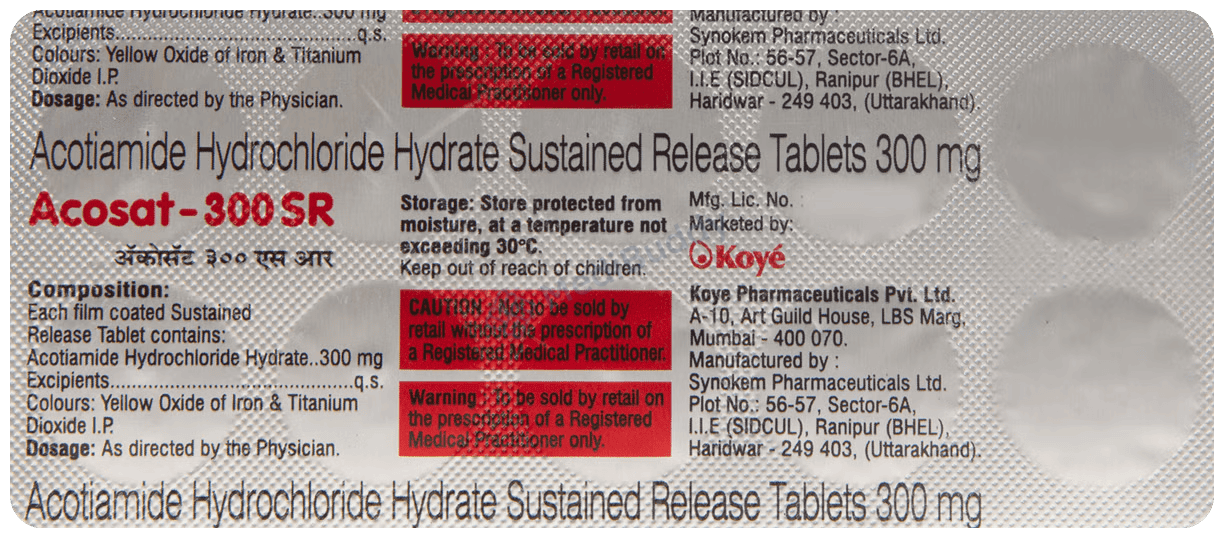 Acotiamide Hydrochloride Hydrate..300 mg
Excipients.......................................q.s.
Colours: Yellow Oxide of Iron & Titanium
Dioxide I.P.
Dosage: As directed by the Physician.
Warning : To be sold by retail on
the prescription of a Registered
Medical Practitioner only.
Manufactured by :
Synokem Pharmaceuticals Ltd.
Plot No.: 56-57, Sector-6A,
I.I.E (SIDCUL), Ranipur (BHEL),
Haridwar - 249 403, (Uttarakhand).
Acotiamide Hydrochloride Hydrate Sustained Release Tablets 300 mg
Acosat-300 SR
ॲकोसॅट ३०० एस आर
Composition:
Each film coated Sustained
Release Tablet contains:
Acotiamide Hydrochloride Hydrate..300 mg
Excipients.......................................q.s.
Colours: Yellow Oxide of Iron & Titanium
Dioxide I.P.
Dosage: As directed by the Physician.
Storage: Store protected from
moisture, at a temperature not
exceeding 30°C.
Keep out of reach of children.
CAUTION : Not to be sold by
retail without the prescription of
a Registered Medical Practitioner.
Warning : To be sold by retail on
the prescription of a Registered
Medical Practitioner only.
Mfg. Lic. No. :
Marketed by:
Koyé
Koye Pharmaceuticals Pvt. Ltd.
A-10, Art Guild House, LBS Marg,
Mumbai - 400 070.
Manufactured by :
Synokem Pharmaceuticals Ltd.
Plot No.: 56-57, Sector-6A,
I.I.E (SIDCUL), Ranipur (BHEL),
Haridwar - 249 403, (Uttarakhand).
Acotiamide Hydrochloride Hydrate Sustained Release Tablets 300 mg